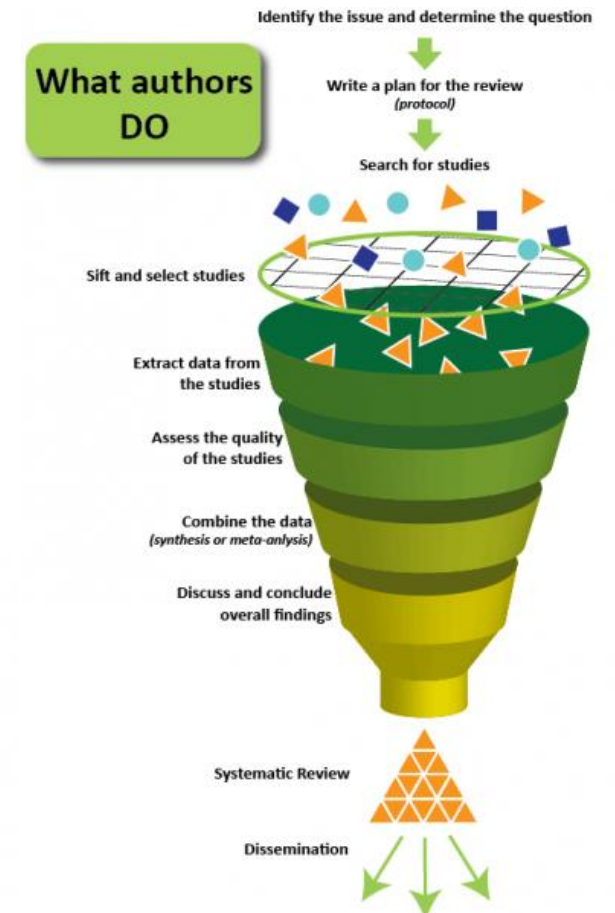 Identify the issue and determine the question
What authors
DO
Write a plan for the review
(protocol)
Search for studies
Sift and select studies
Extract data from
the studies
Assess the quality
of the studies
Combine the data
(synthesis or meta-anlysis)
Discuss and conclude
overall findings
Systematic Review
Dissemination